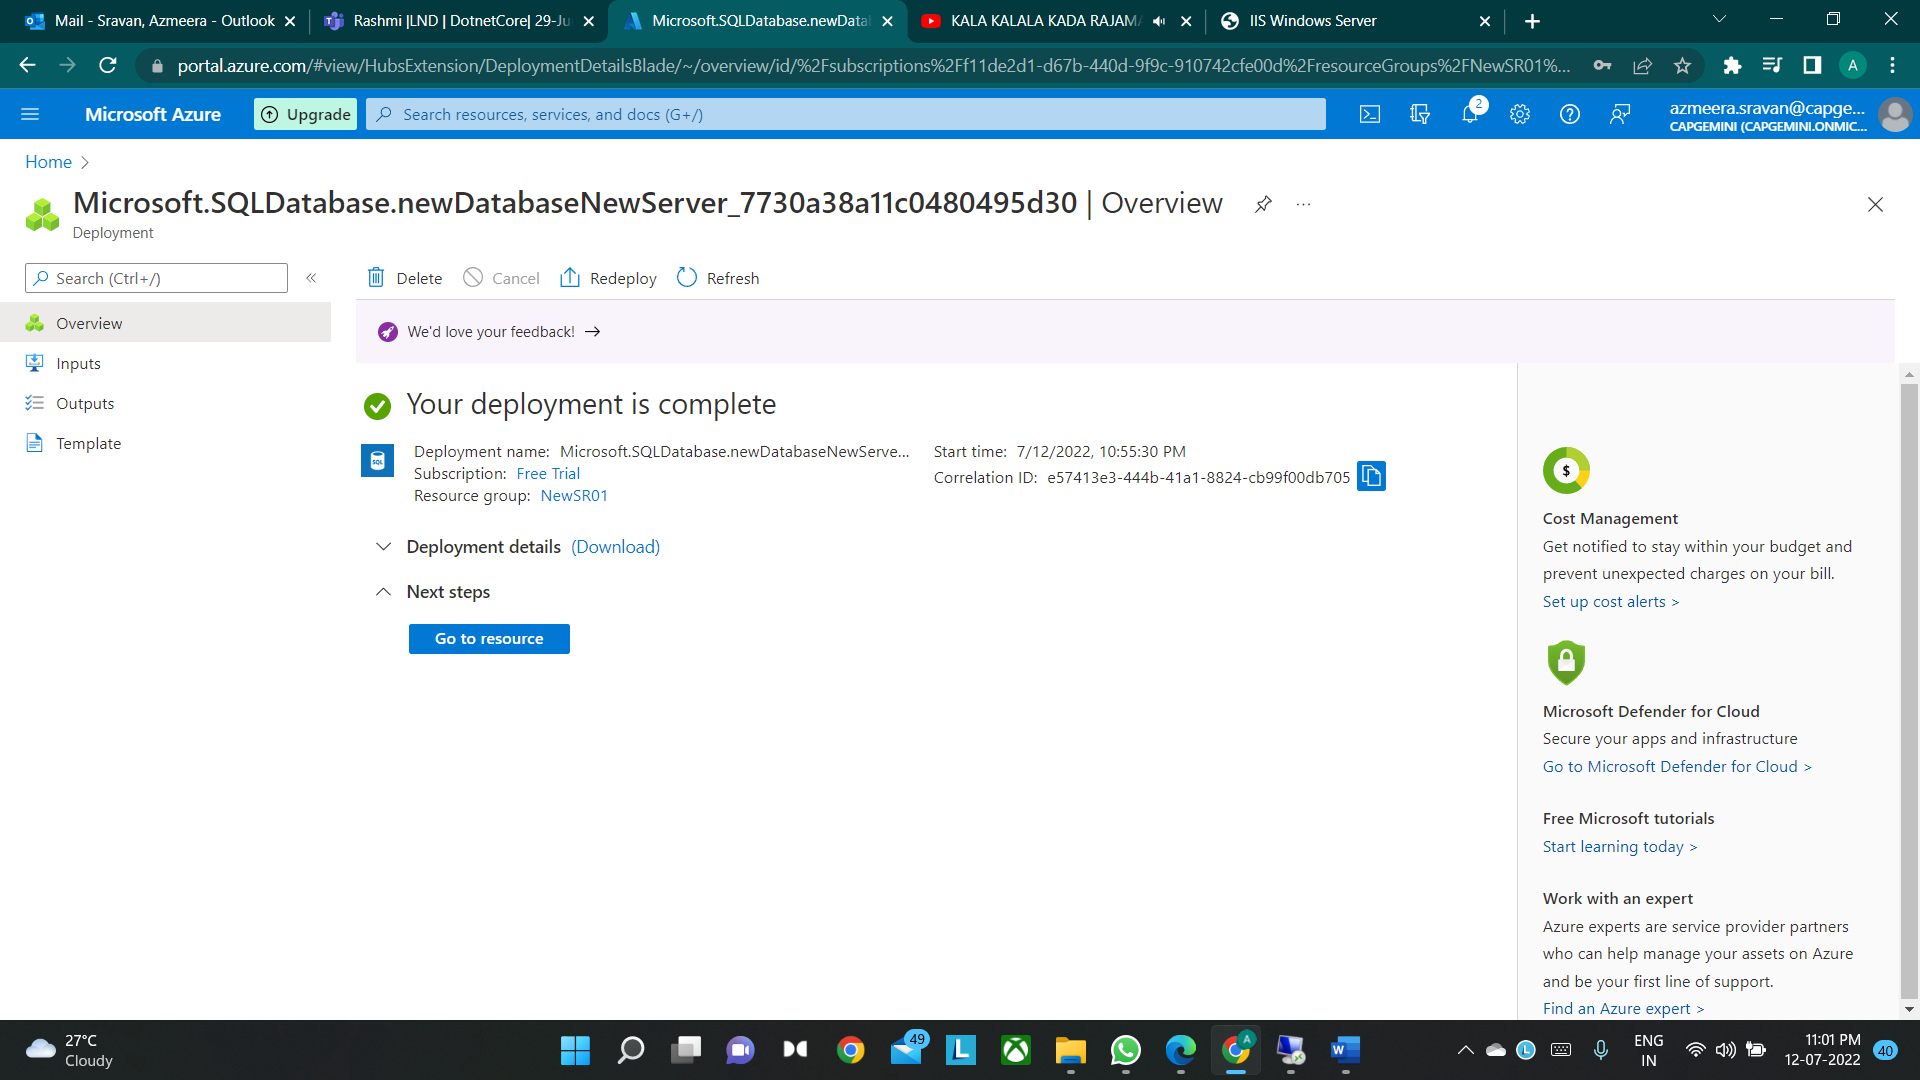 Mail - Sravan, Azmeera - Outlook
Rashmi |LND | DotnetCore| 29-Ju
Microsoft.SQLDatabase.newDatab
KALA KALALA KADA RAJAMA
IIS Windows Server
portal.azure.com/#view/HubsExtension/DeploymentDetailsBlade/~/overview/id/%2Fsubscriptions%2Ff11de2d1-d67b-440d-9f9c-910742cfe00d%2FresourceGroups%2FNewSR01%...
A
Microsoft Azure
Upgrade
Search resources, services, and docs (G+/)
2
azmeera.sravan@capge...
CAPGEMINI (CAPGEMINI.ONMIC...
Home
Microsoft.SQLDatabase.newDatabaseNewServer_7730a38a11c0480495d30 | Overview
Deployment
Search (Ctrl+/)
Delete
Cancel
Redeploy
Refresh
Overview
Inputs
Outputs
Template
We'd love your feedback! →
Your deployment is complete
SQL
Deployment name: Microsoft.SQLDatabase.newDatabaseNewServe...
Subscription: Free Trial
Resource group: NewSR01
Start time: 7/12/2022, 10:55:30 PM
Correlation ID: e57413e3-444b-41a1-8824-cb99f00db705
Deployment details (Download)
Next steps
Go to resource
$
Cost Management
Get notified to stay within your budget and
prevent unexpected charges on your bill.
Set up cost alerts >
Microsoft Defender for Cloud
Secure your apps and infrastructure
Go to Microsoft Defender for Cloud >
Free Microsoft tutorials
Start learning today >
Work with an expert
Azure experts are service provider partners
who can help manage your assets on Azure
and be your first line of support.
Find an Azure expert >
27°C
Cloudy
49
L
A
W
L
ENG
IN
11:01 PM
12-07-2022
40